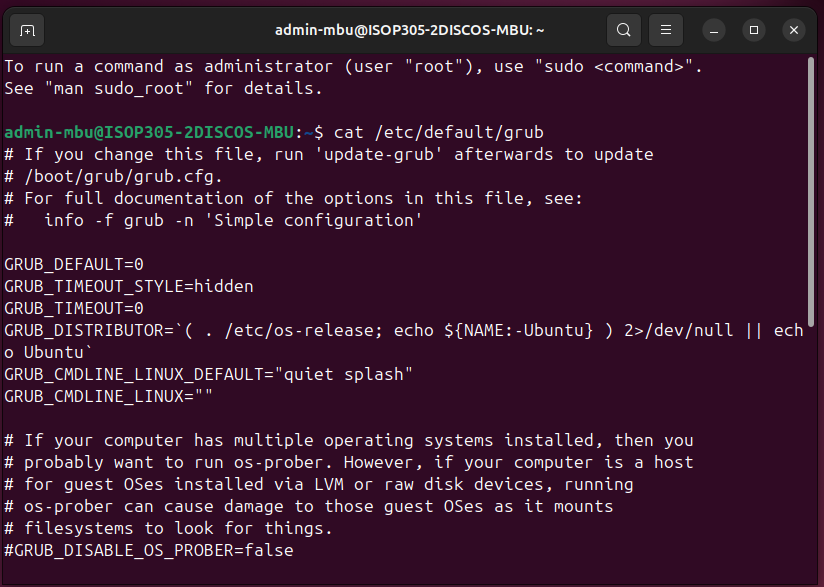 admin-mbu@ISOP305-2DISCOS-MBU: ~
To run a command as administrator (user "root"), use "sudo <command>".
See "man sudo_root" for details.
admin-mbu@ISOP305-2DISCOS-MBU:~$ cat /etc/default/grub
# If you change this file, run 'update-grub' afterwards to update
# /boot/grub/grub.cfg.
# For full documentation of the options in this file, see:
#   info -f grub -n 'Simple configuration'
GRUB_DEFAULT=0
GRUB_TIMEOUT_STYLE=hidden
GRUB_TIMEOUT=0
GRUB_DISTRIBUTOR=`( . /etc/os-release; echo ${NAME:-Ubuntu} ) 2>/dev/null || ech
o Ubuntu`
GRUB_CMDLINE_LINUX_DEFAULT="quiet splash"
GRUB_CMDLINE_LINUX=""
# If your computer has multiple operating systems installed, then you
# probably want to run os-prober. However, if your computer is a host
# for guest OSes installed via LVM or raw disk devices, running
# os-prober can cause damage to those guest OSes as it mounts
# filesystems to look for things.
#GRUB_DISABLE_OS_PROBER=false